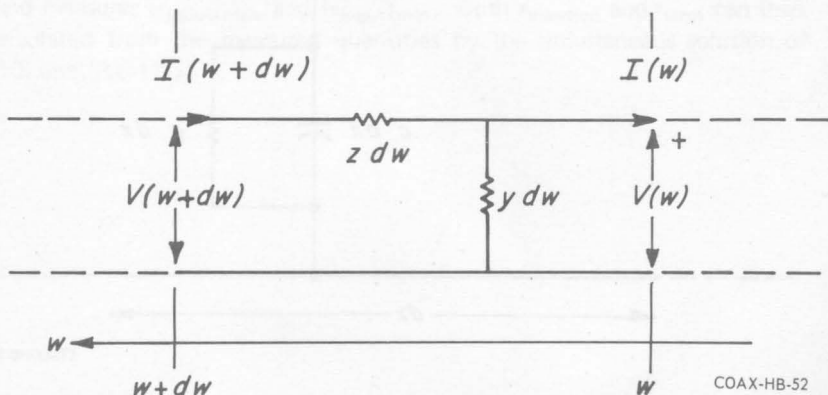 I(w + dw) I(w)
z dw
+
V(w+dw) y dw V(w)
w
w + dw w
COAX-HB-52